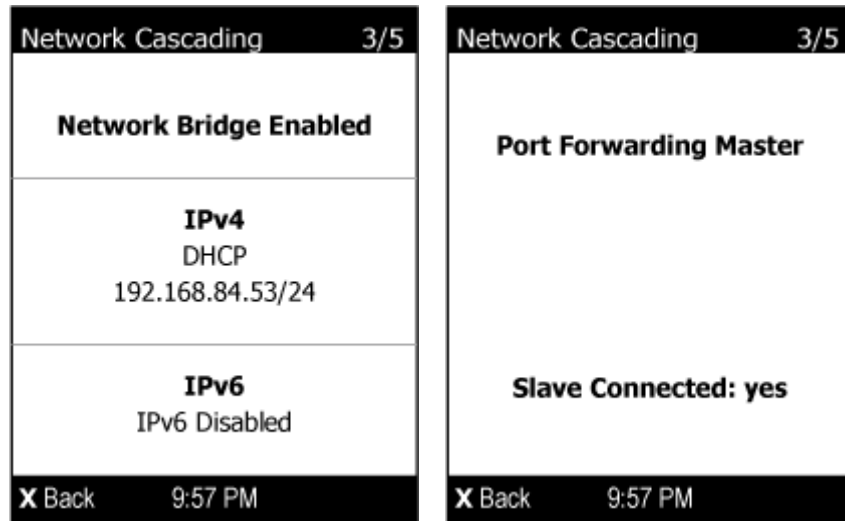 Network Cascading 3/5
Network Bridge Enabled
IPv4
DHCP
192.168.84.53/24
IPv6
IPv6 Disabled
X Back 9:57 PM
Network Cascading 3/5
Port Forwarding Master
Slave Connected: yes
X Back 9:57 PM